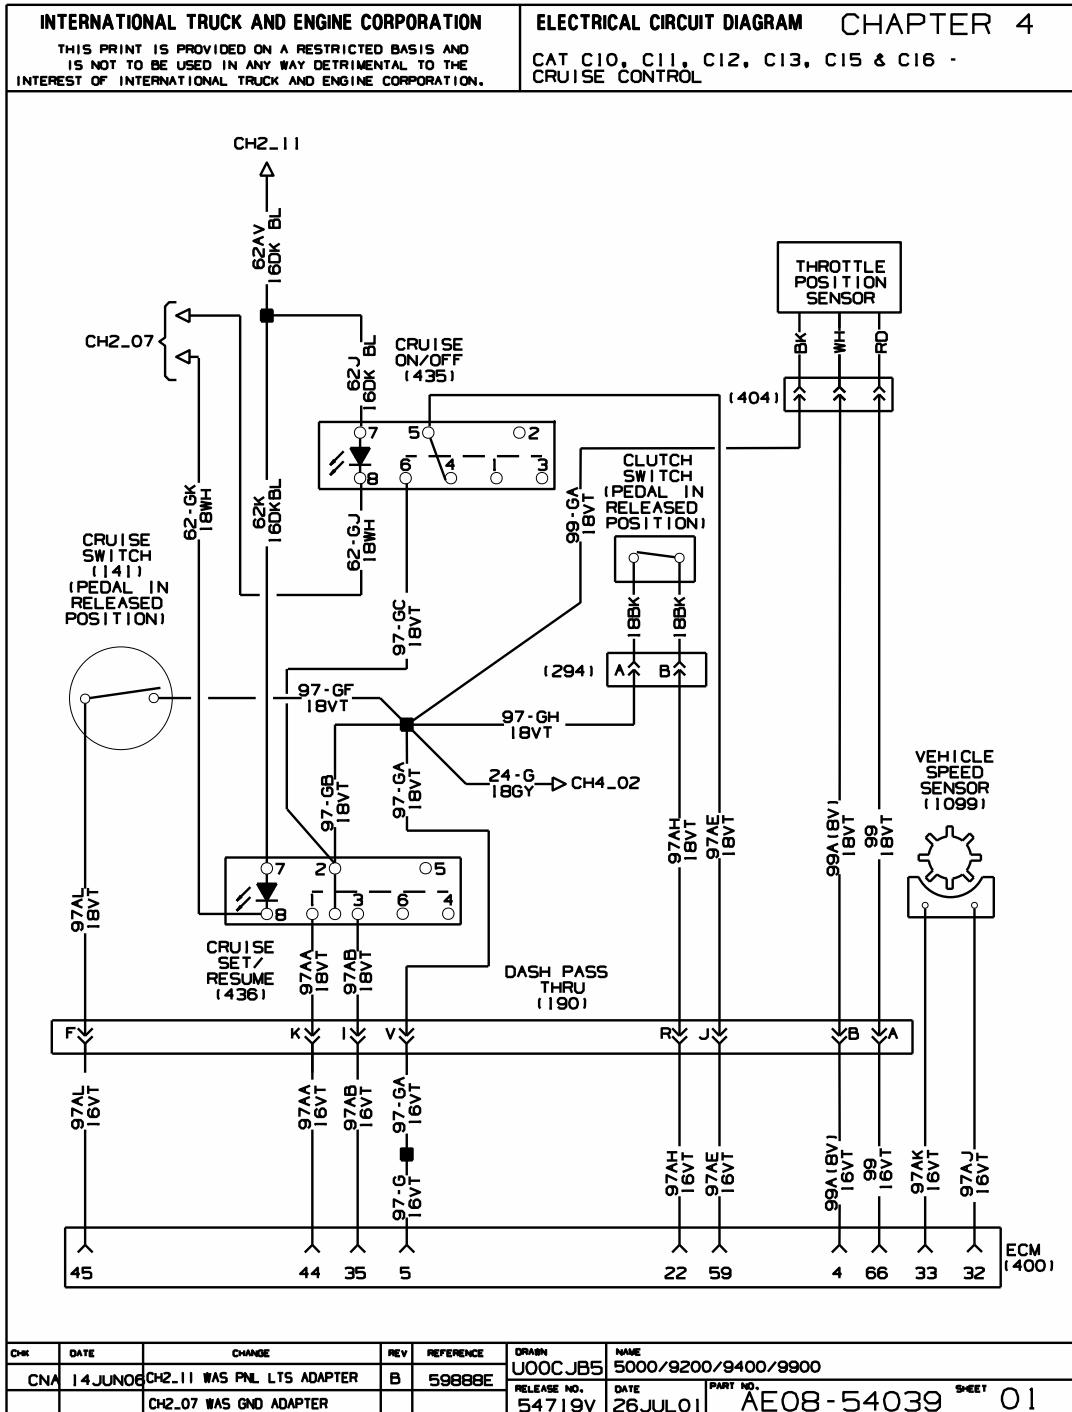 INTERNATIONAL TRUCK AND ENGINE CORPORATION
THIS PRINT IS PROVIDED ON A RESTRICTED BASIS AND
IS NOT TO BE USED IN ANY WAY DETRIMENTAL TO THE
INTEREST OF INTERNATIONAL TRUCK AND ENGINE CORPORATION.
ELECTRICAL CIRCUIT DIAGRAM CHAPTER 4
CAT C10, C11, C12, C13, C15 & C16 -
CRUISE CONTROL
CH2_11
62AV
16DK BL
CH2_07
62J
16DK BL
CRUISE
ON/OFF
(435)
THROTTLE
POSITION
SENSOR
BK
WH
RD
(404)
7
5
2
8
6
4
1
3
62-GK
18WH
62K
16DKBL
62-GJ
18WH
99-GA
18VT
CLUTCH
SWITCH
(PEDAL IN
RELEASED
POSITION)
CRUISE
SWITCH
(141)
(PEDAL IN
RELEASED
POSITION)
97-GC
18VT
18BK
18BK
(294)
A
B
97-GF
18VT
97-GH
18VT
97-GB
18VT
97-GA
18VT
24-G
18GY
CH4_02
VEHICLE
SPEED
SENSOR
(1099)
97AH
18VT
97AE
18VT
99A(8V)
18VT
99
18VT
7
2
5
8
1
3
6
4
97AL
18VT
CRUISE
SET/
RESUME
(436)
97AA
18VT
97AB
18VT
DASH PASS
THRU
(190)
F
K
I
V
R
J
B
A
97AL
16VT
97AA
16VT
97AB
16VT
97-GA
16VT
97-G
16VT
97AH
16VT
97AE
16VT
99A(8V)
16VT
99
16VT
97AK
16VT
97AJ
16VT
45
44
35
5
22
59
4
66
33
32
ECM
(400)
CHK DATE CHANGE REV REFERENCE DRAWN NAME
CNA 14JUN06 CH2_11 WAS PNL LTS ADAPTER B 59888E U00CJB5 5000/9200/9400/9900
CH2_07 WAS GND ADAPTER
RELEASE NO. DATE PART NO. SHEET
54719V 26JUL01 AE08-54039 01